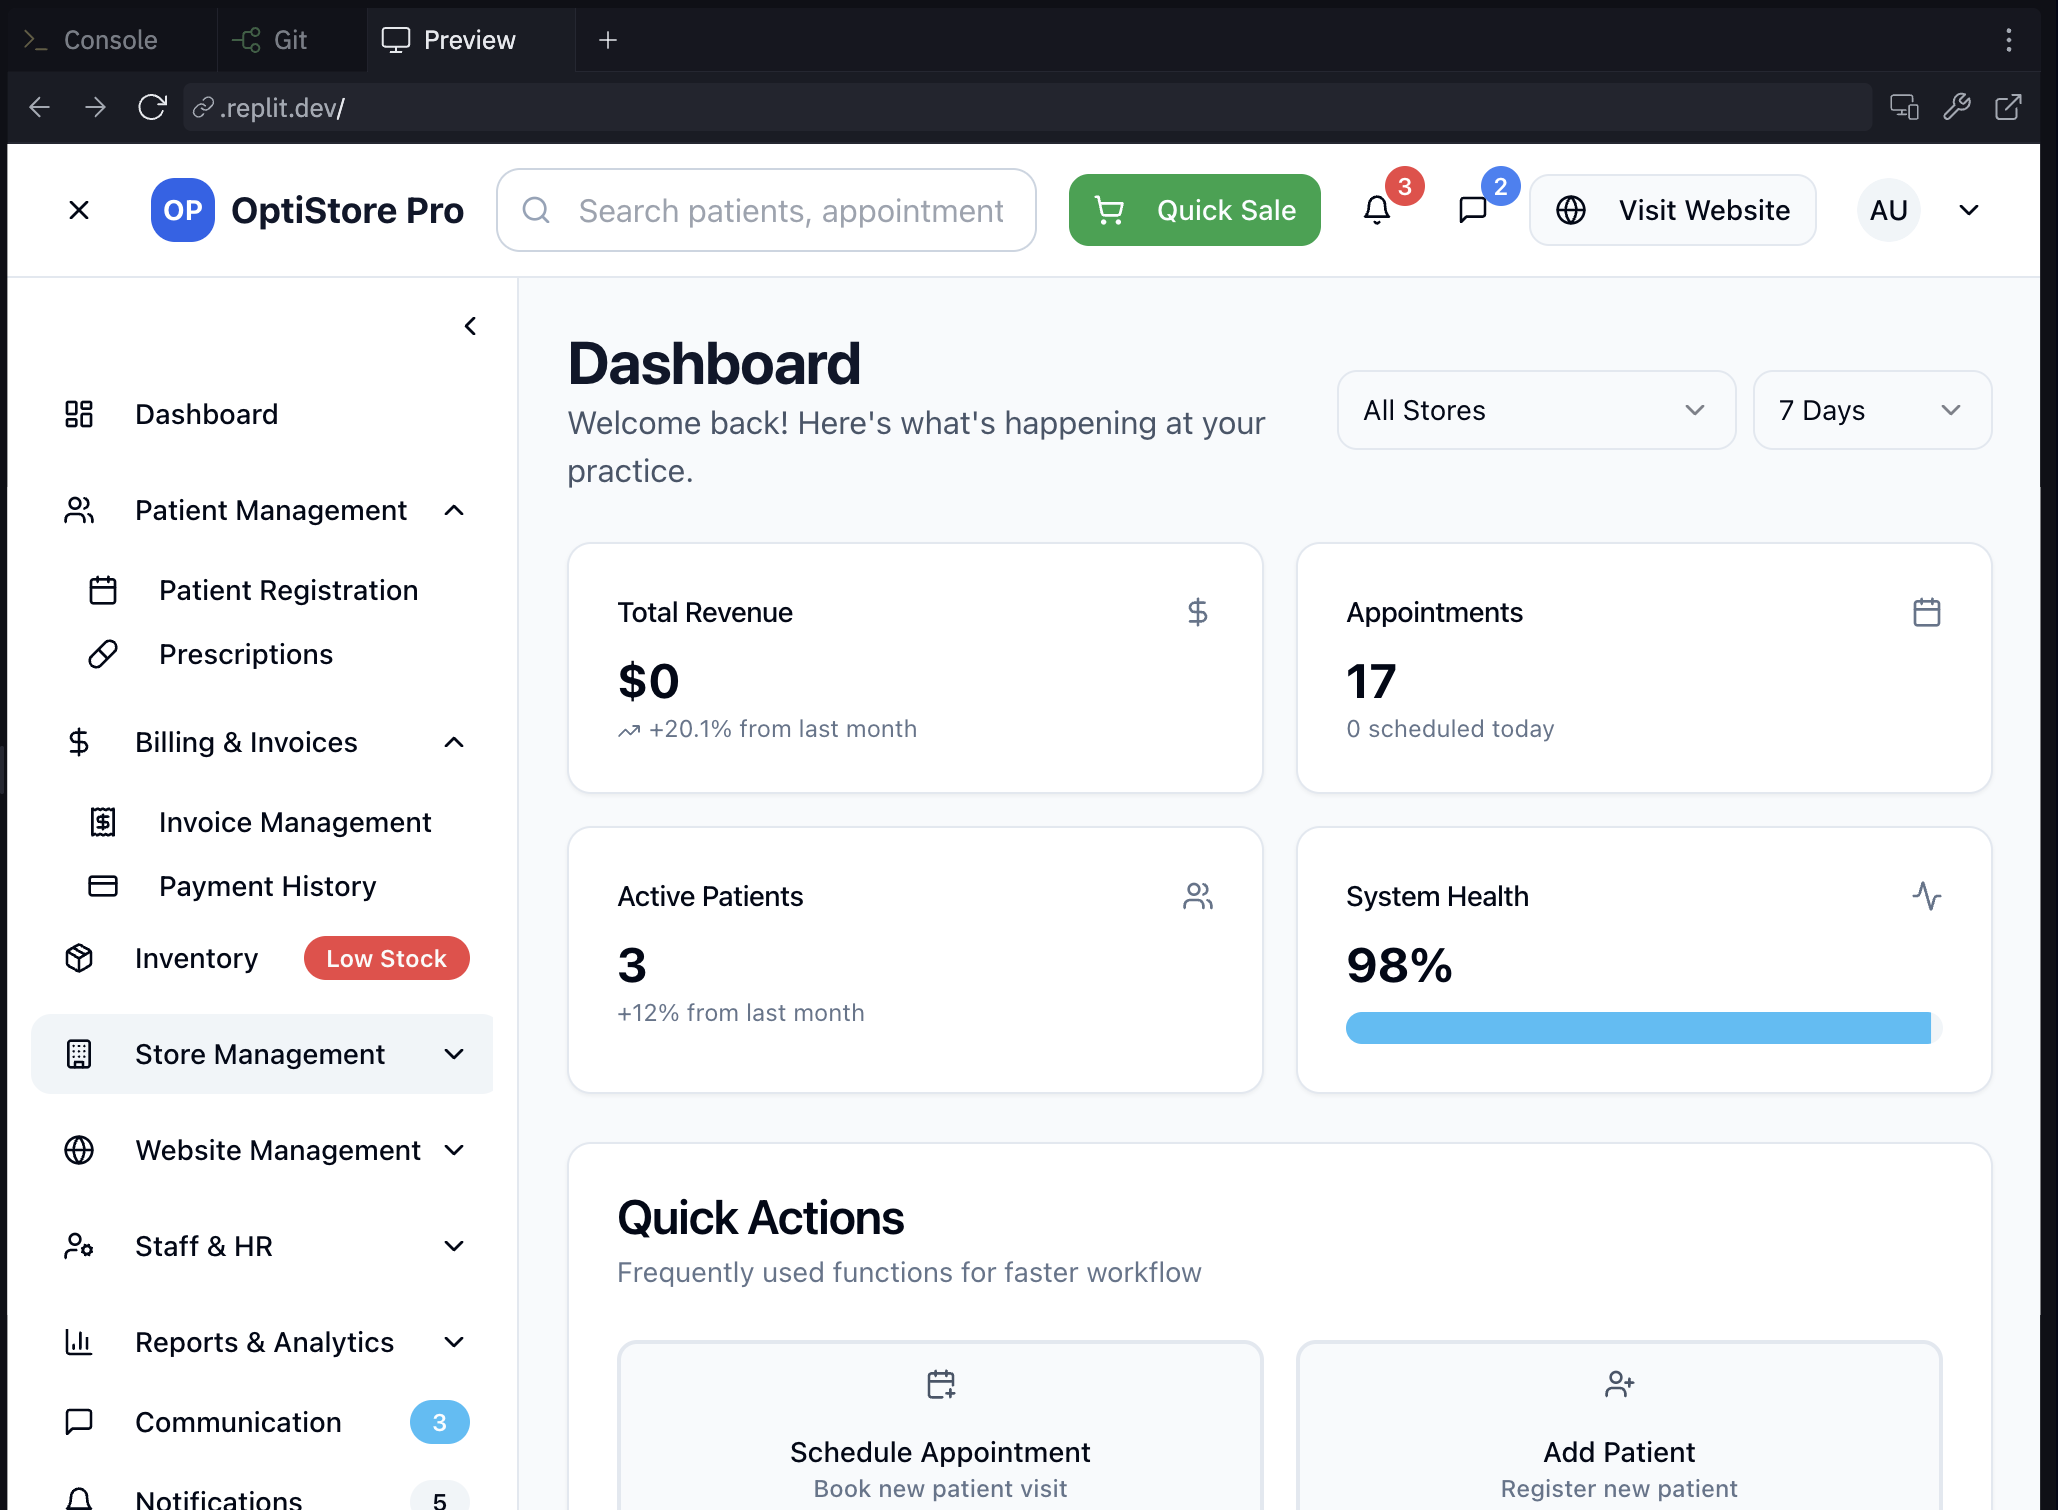 Console
Git
Preview
.replit.dev/
OP
OptiStore Pro
Search patients, appointment
Quick Sale
3
2
Visit Website
AU
Dashboard
Patient Management
Patient Registration
Prescriptions
Billing & Invoices
Invoice Management
Payment History
Inventory
Low Stock
Store Management
Website Management
Staff & HR
Reports & Analytics
Communication
3
Notifications
5
Dashboard
Welcome back! Here's what's happening at your
practice.
All Stores
7 Days
Total Revenue
$0
+20.1% from last month
Appointments
17
0 scheduled today
Active Patients
3
+12% from last month
System Health
98%
Quick Actions
Frequently used functions for faster workflow
Schedule Appointment
Book new patient visit
Add Patient
Register new patient